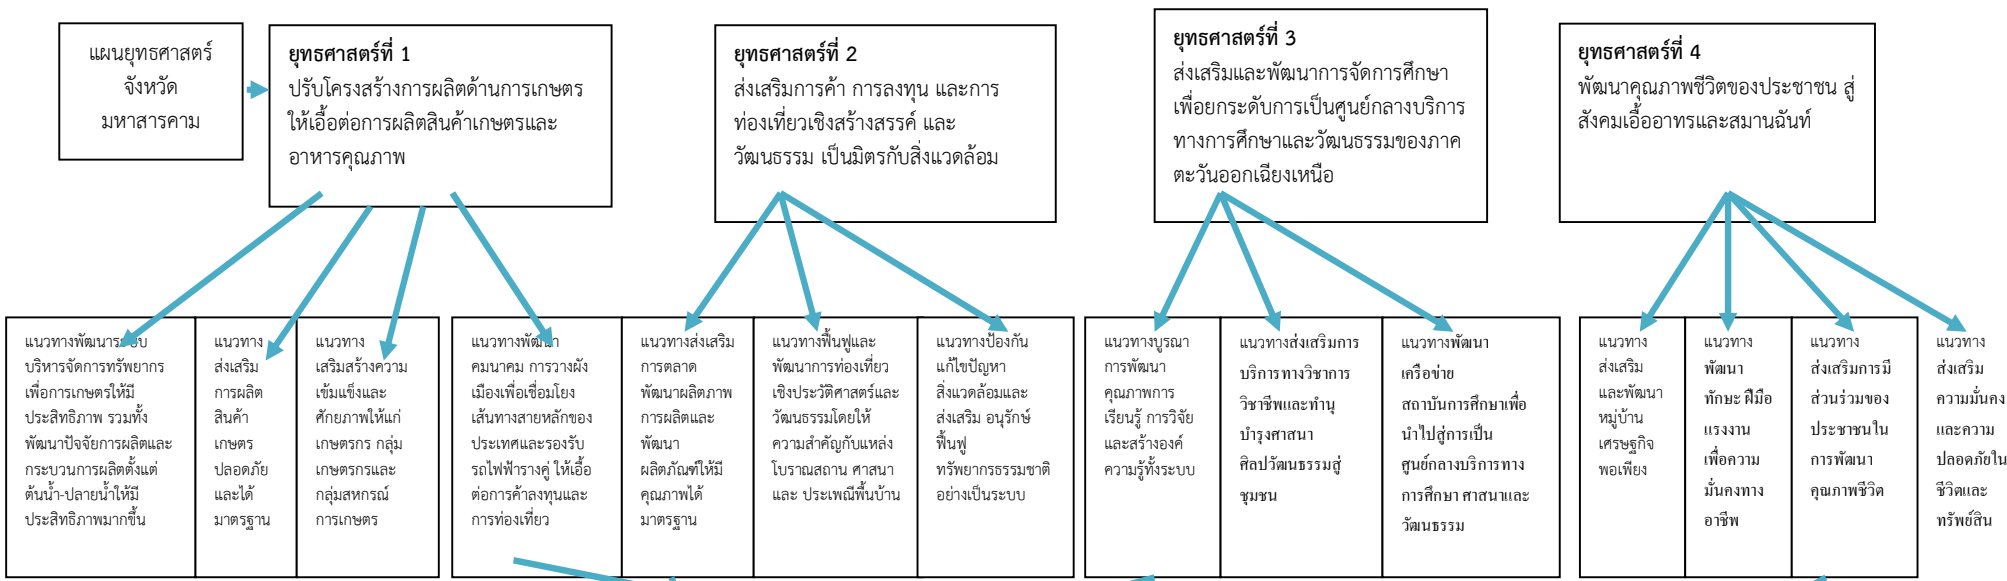 แผนยุทธศาสตร์
จังหวัด
มหาสารคาม
ยุทธศาสตร์ที่ 1
ปรับโครงสร้างการผลิตด้านการเกษตร
ให้เอื้อต่อการผลิตสินค้าเกษตรและ
อาหารคุณภาพ
ยุทธศาสตร์ที่ 2
ส่งเสริมการค้า การลงทุน และการ
ท่องเที่ยวเชิงสร้างสรรค์ และ
วัฒนธรรม เป็นมิตรกับสิ่งแวดล้อม
ยุทธศาสตร์ที่ 3
ส่งเสริมและพัฒนาการจัดการศึกษา
เพื่อยกระดับการเป็นศูนย์กลางบริการ
ทางการศึกษาและวัฒนธรรมของภาค
ตะวันออกเฉียงเหนือ
ยุทธศาสตร์ที่ 4
พัฒนาคุณภาพชีวิตของประชาชน สู่
สังคมเอื้ออาทรและสมานฉันท์
แนวทางพัฒนาระบบ
บริหารจัดการทรัพยากร
เพื่อการเกษตรให้มี
ประสิทธิภาพ รวมทั้ง
พัฒนาปัจจัยการผลิตและ
กระบวนการผลิตตั้งแต่
ต้นน้ำ-ปลายน้ำให้มี
ประสิทธิภาพมากขึ้น
แนวทาง
ส่งเสริม
การผลิต
สินค้า
เกษตร
ปลอดภัย
และได้
มาตรฐาน
แนวทาง
เสริมสร้างความ
เข้มแข็งและ
ศักยภาพให้แก่
เกษตรกร กลุ่ม
เกษตรกรและ
กลุ่มสหกรณ์
การเกษตร
แนวทางพัฒนา
คมนาคม การวางผัง
เมืองเพื่อเชื่อมโยง
เส้นทางสายหลักของ
ประเทศและรองรับ
รถไฟฟ้ารางคู่ ให้เอื้อ
ต่อการค้าลงทุนและ
การท่องเที่ยว
แนวทางส่งเสริม
การตลาด
พัฒนาผลิตภาพ
การผลิตและ
พัฒนา
ผลิตภัณฑ์ให้มี
คุณภาพได้
มาตรฐาน
แนวทางฟื้นฟูและ
พัฒนาการท่องเที่ยว
เชิงประวัติศาสตร์และ
วัฒนธรรมโดยให้
ความสำคัญกับแหล่ง
โบราณสถาน ศาสนา
และ ประเพณีพื้นบ้าน
แนวทางป้องกัน
แก้ไขปัญหา
สิ่งแวดล้อมและ
ส่งเสริม อนุรักษ์
ฟื้นฟู
ทรัพยากรธรรมชาติ
อย่างเป็นระบบ
แนวทางบูรณา
การพัฒนา
คุณภาพการ
เรียนรู้ การวิจัย
และสร้างองค์
ความรู้ทั้งระบบ
แนวทางส่งเสริมการ
บริการทางวิชาการ
วิชาชีพและทำนุ
บำรุงศาสนา
ศิลปวัฒนธรรมสู่
ชุมชน
แนวทางพัฒนา
เครือข่าย
สถาบันการศึกษาเพื่อ
นำไปสู่การเป็น
ศูนย์กลางบริการทาง
การศึกษา ศาสนาและ
วัฒนธรรม
แนวทาง
ส่งเสริม
และพัฒนา
หมู่บ้าน
เศรษฐกิจ
พอเพียง
แนวทาง
พัฒนา
ทักษะ ฝีมือ
แรงงาน
เพื่อความ
มั่นคงทาง
อาชีพ
แนวทาง
ส่งเสริมการมี
ส่วนร่วมของ
ประชาชนใน
การพัฒนา
คุณภาพชีวิต
แนวทาง
ส่งเสริม
ความมั่นคง
และความ
ปลอดภัยใน
ชีวิตและ
ทรัพย์สิน